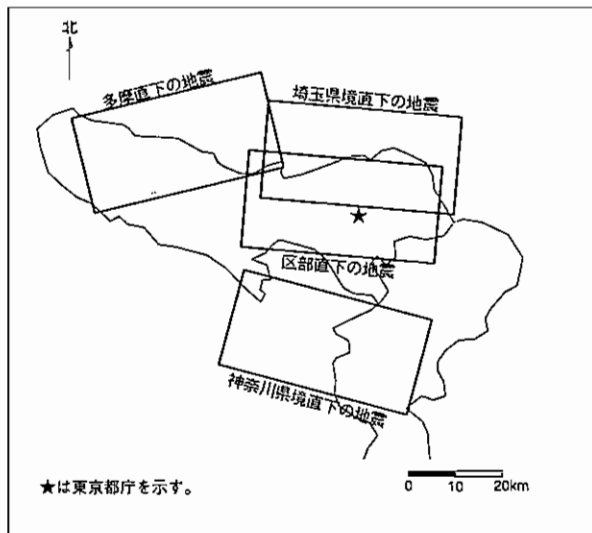 北
多摩直下の地震
埼玉県境直下の地震
区部直下の地震
神奈川県境直下の地震
★は東京都庁を示す。
0 10 20km